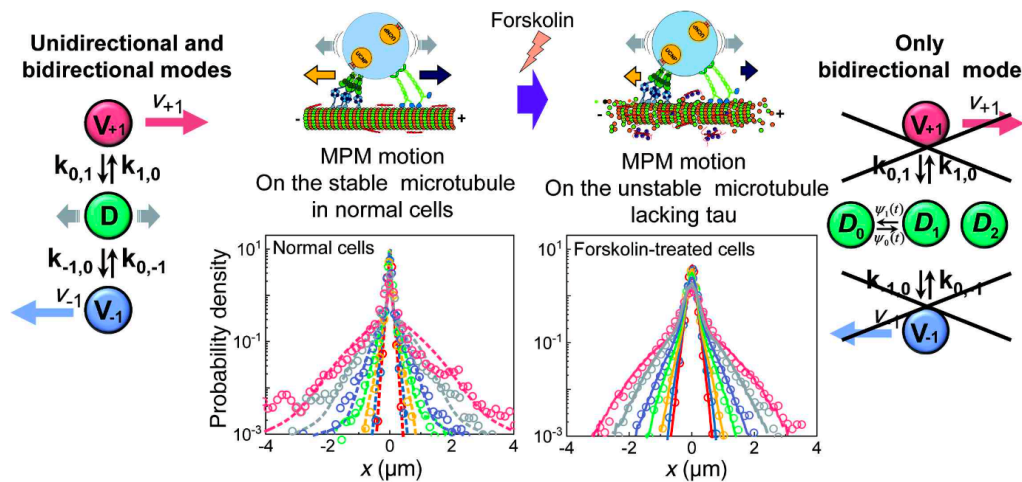 Unidirectional and
bidirectional modes
V+1
v+1
k0,1
k1,0
D
k-1,0
k0,-1
v-1
V-1
UCNP
UCNP
-
+
MPM motion
On the stable microtubule
in normal cells
Forskolin
UCNP
UCNP
-
+
MPM motion
On the unstable microtubule
lacking tau
Only
bidirectional mode
V+1
v+1
k0,1
k1,0
D0
ψ1(t)
ψ0(t)
D1
D2
k-1,0
k0,-1
v-1
V-1
Normal cells
Probability density
10^1
10^-1
10^-3
-4
-2
0
2
4
x (μm)
Forskolin-treated cells
10^1
10^-1
10^-3
-4
-2
0
2
4
x (μm)